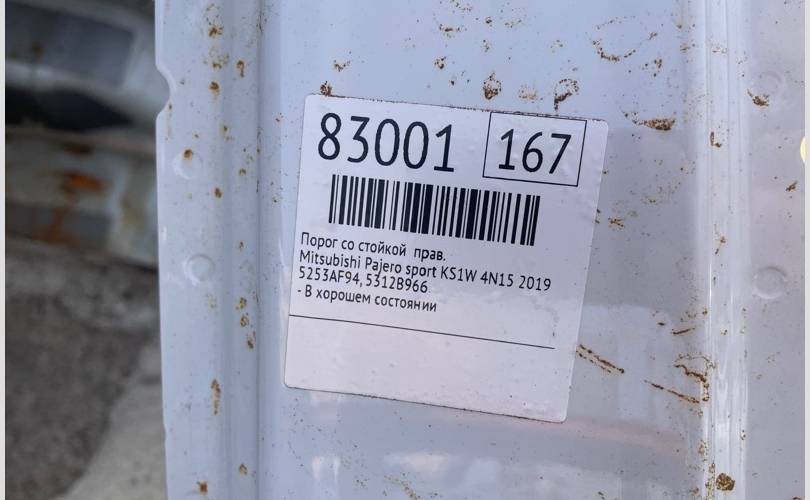 83001 167
Порог со стойкой прав.
Mitsubishi Pajero sport KS1W 4N15 2019
5253AF94, 5312B966
- В хорошем состоянии